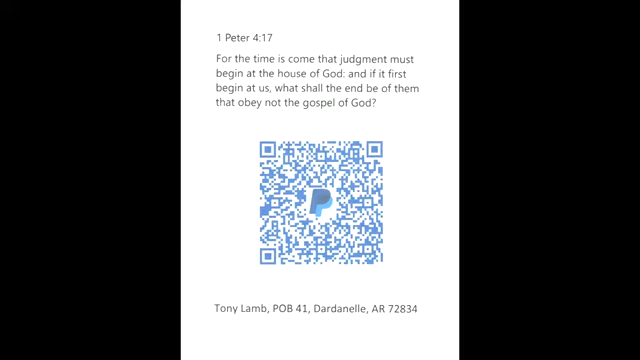 1 Peter 4:17
For the time is come that judgment must
begin at the house of God: and if it first
begin at us, what shall the end be of them
that obey not the gospel of God?
Tony Lamb, POB 41, Dardanelle, AR 72834